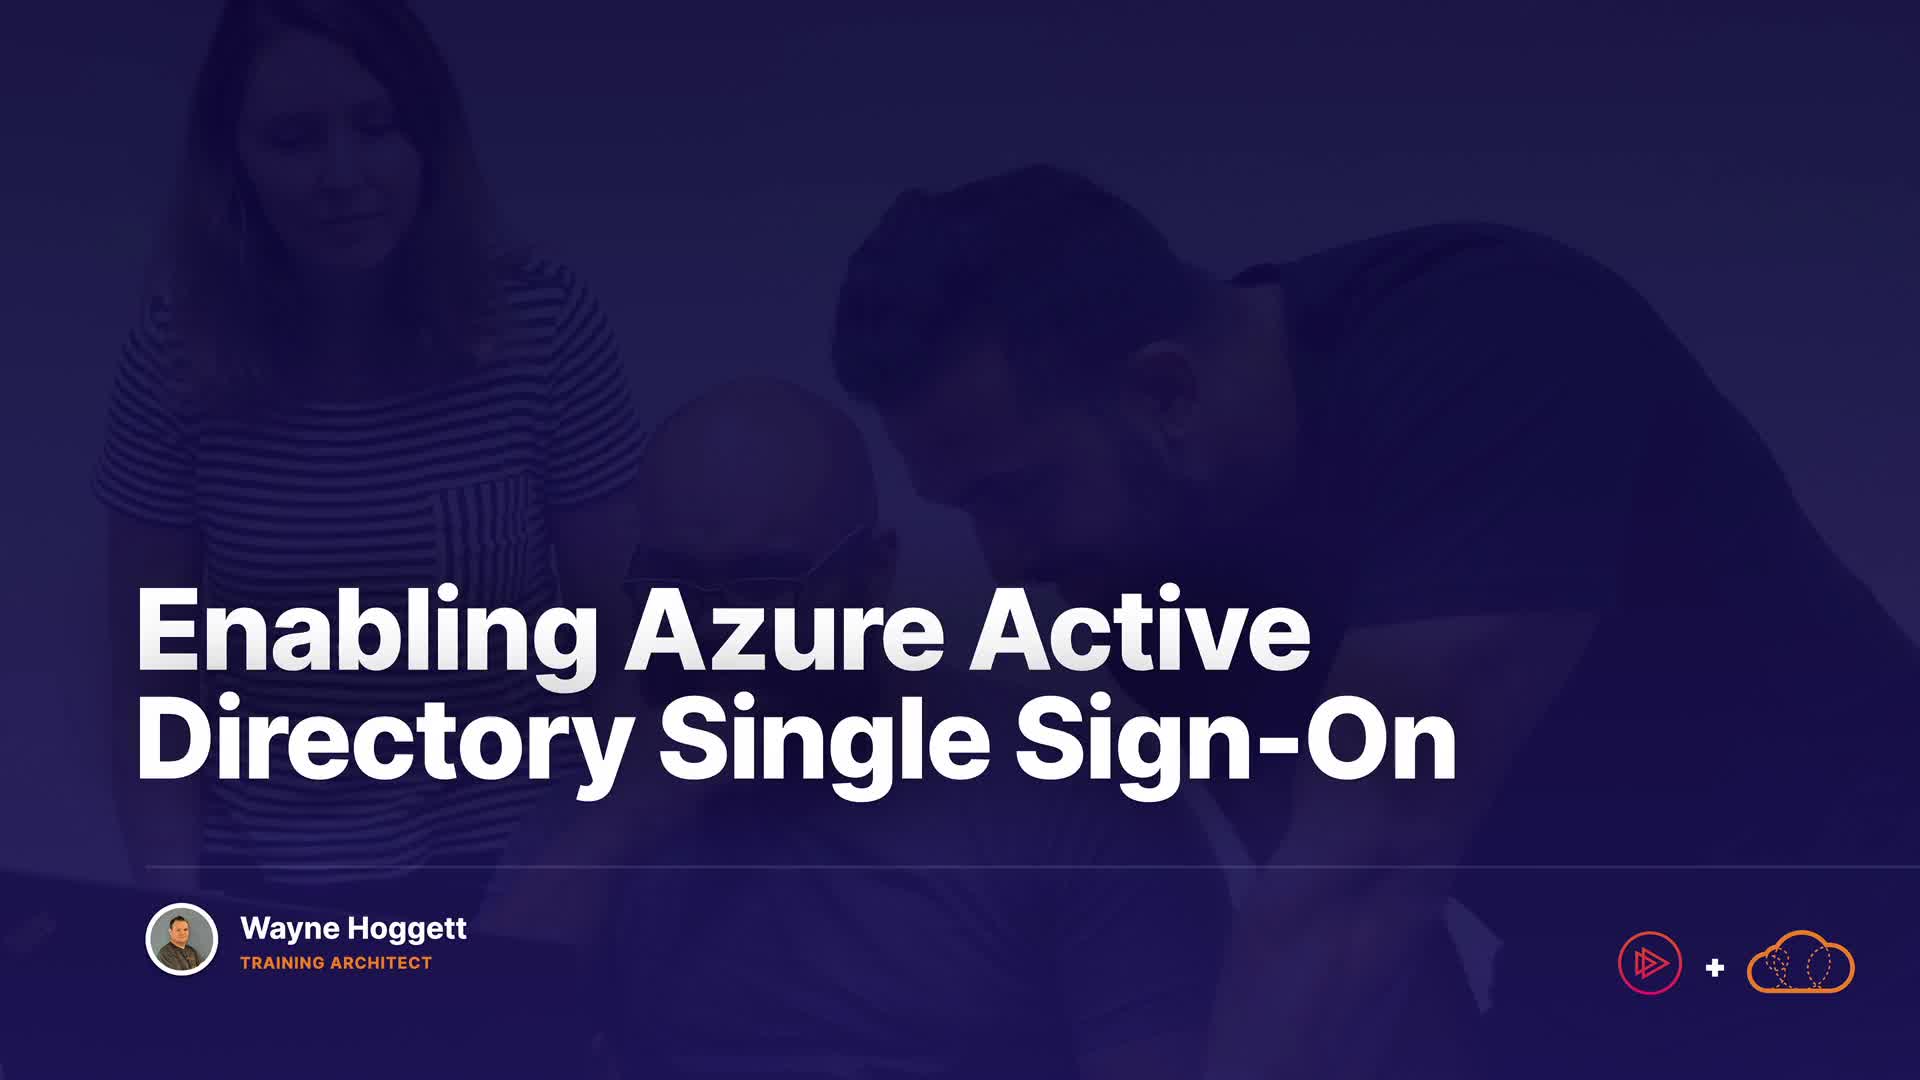 Enabling Azure Active
Directory Single Sign-On
Wayne Hoggett
TRAINING ARCHITECT
+